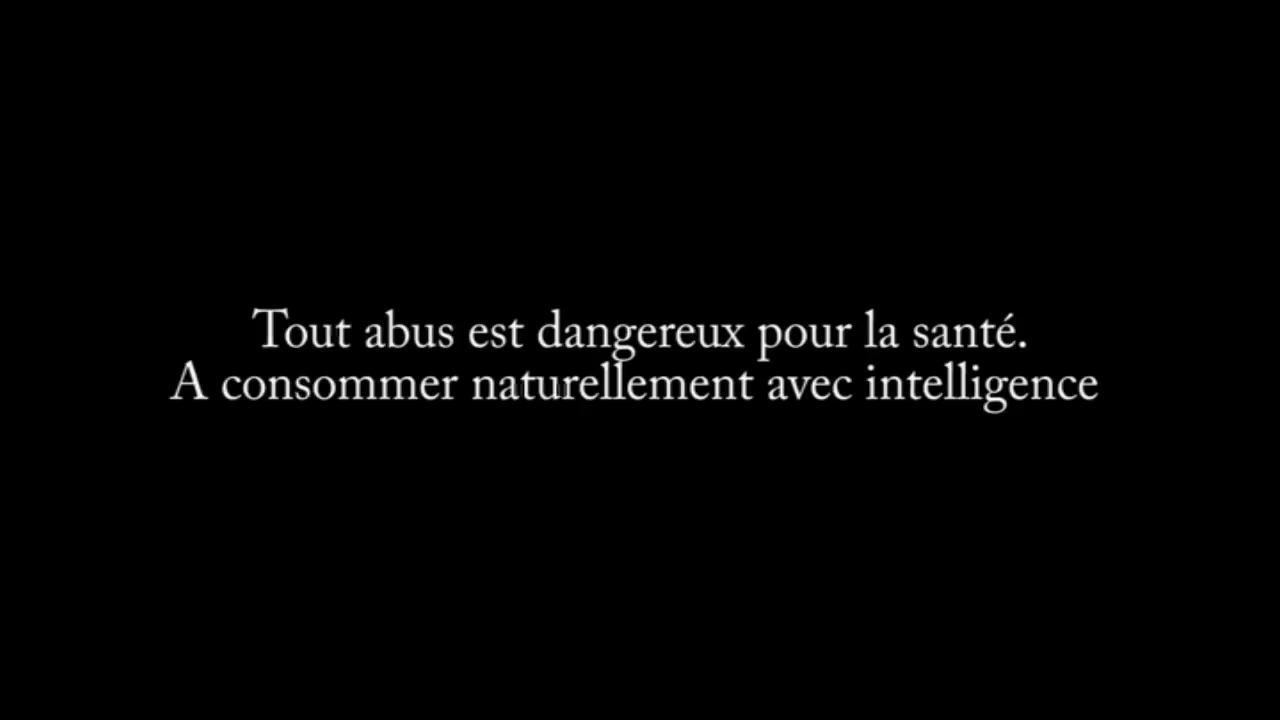 Tout abus est dangereux pour la santé.
A consommer naturellement avec intelligence